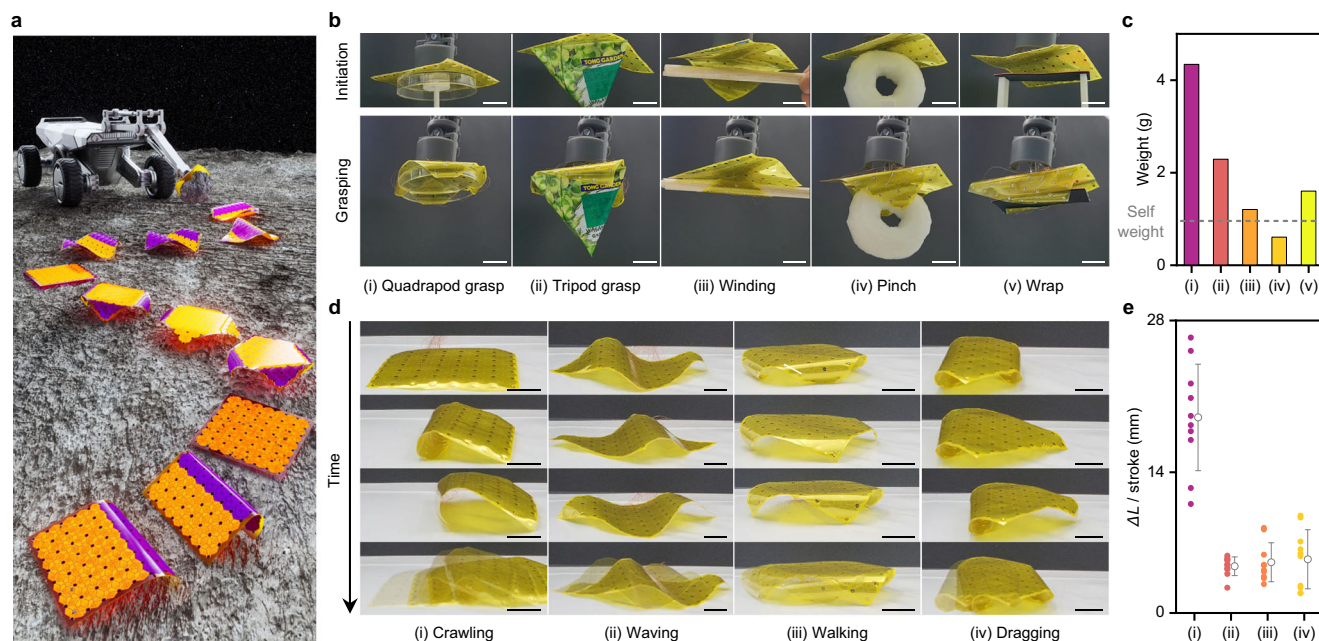 a
b
Initiation
Grasping
TONG GARDEN
TONG GARDEN
(i) Quadrapod grasp
(ii) Tripod grasp
(iii) Winding
(iv) Pinch
(v) Wrap
c
Weight (g)
4
2
0
Self
weight
(i)
(ii)
(iii)
(iv)
(v)
d
Time
(i) Crawling
(ii) Waving
(iii) Walking
(iv) Dragging
e
ΔL / stroke (mm)
28
14
0
(i)
(ii)
(iii)
(iv)